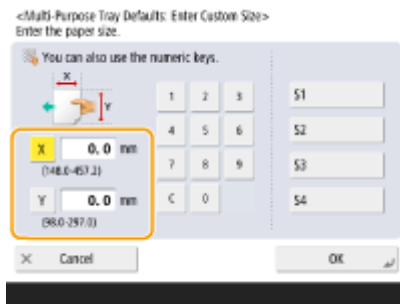 <Multi-Purpose Tray Defaults: Enter Custom Size>
Enter the paper size.
You can also use the numeric keys.
X
Y
1 2 3 S1
4 5 6 S2
X 0.0 mm
(148.0-457.2)
7 8 9 S3
Y 0.0 mm
(98.0-297.0)
C 0 S4
× Cancel OK